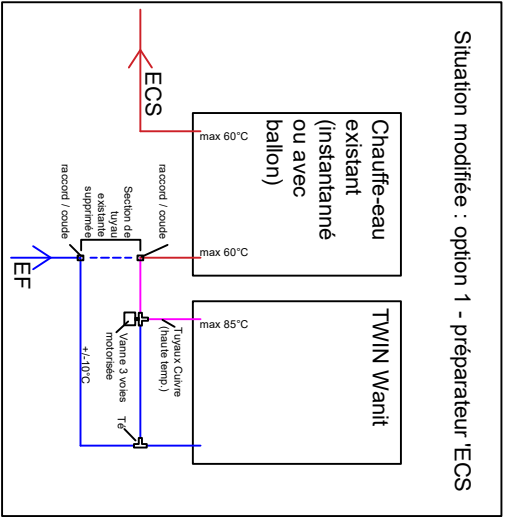 Situation modifiée : option 1 - préparateur 'ECS
Chauffe-eau
existant
(instantanné
ou avec
ballon)
TWIN Wanit
ECS
max 60°C
max 60°C
max 85°C
raccord / coude
Section de
tuyau
existante
supprimée
raccord / coude
EF
Tuyaux Cuivre
(haute temp.)
Vanne 3 voies
motorisée
Té
+/-10°C